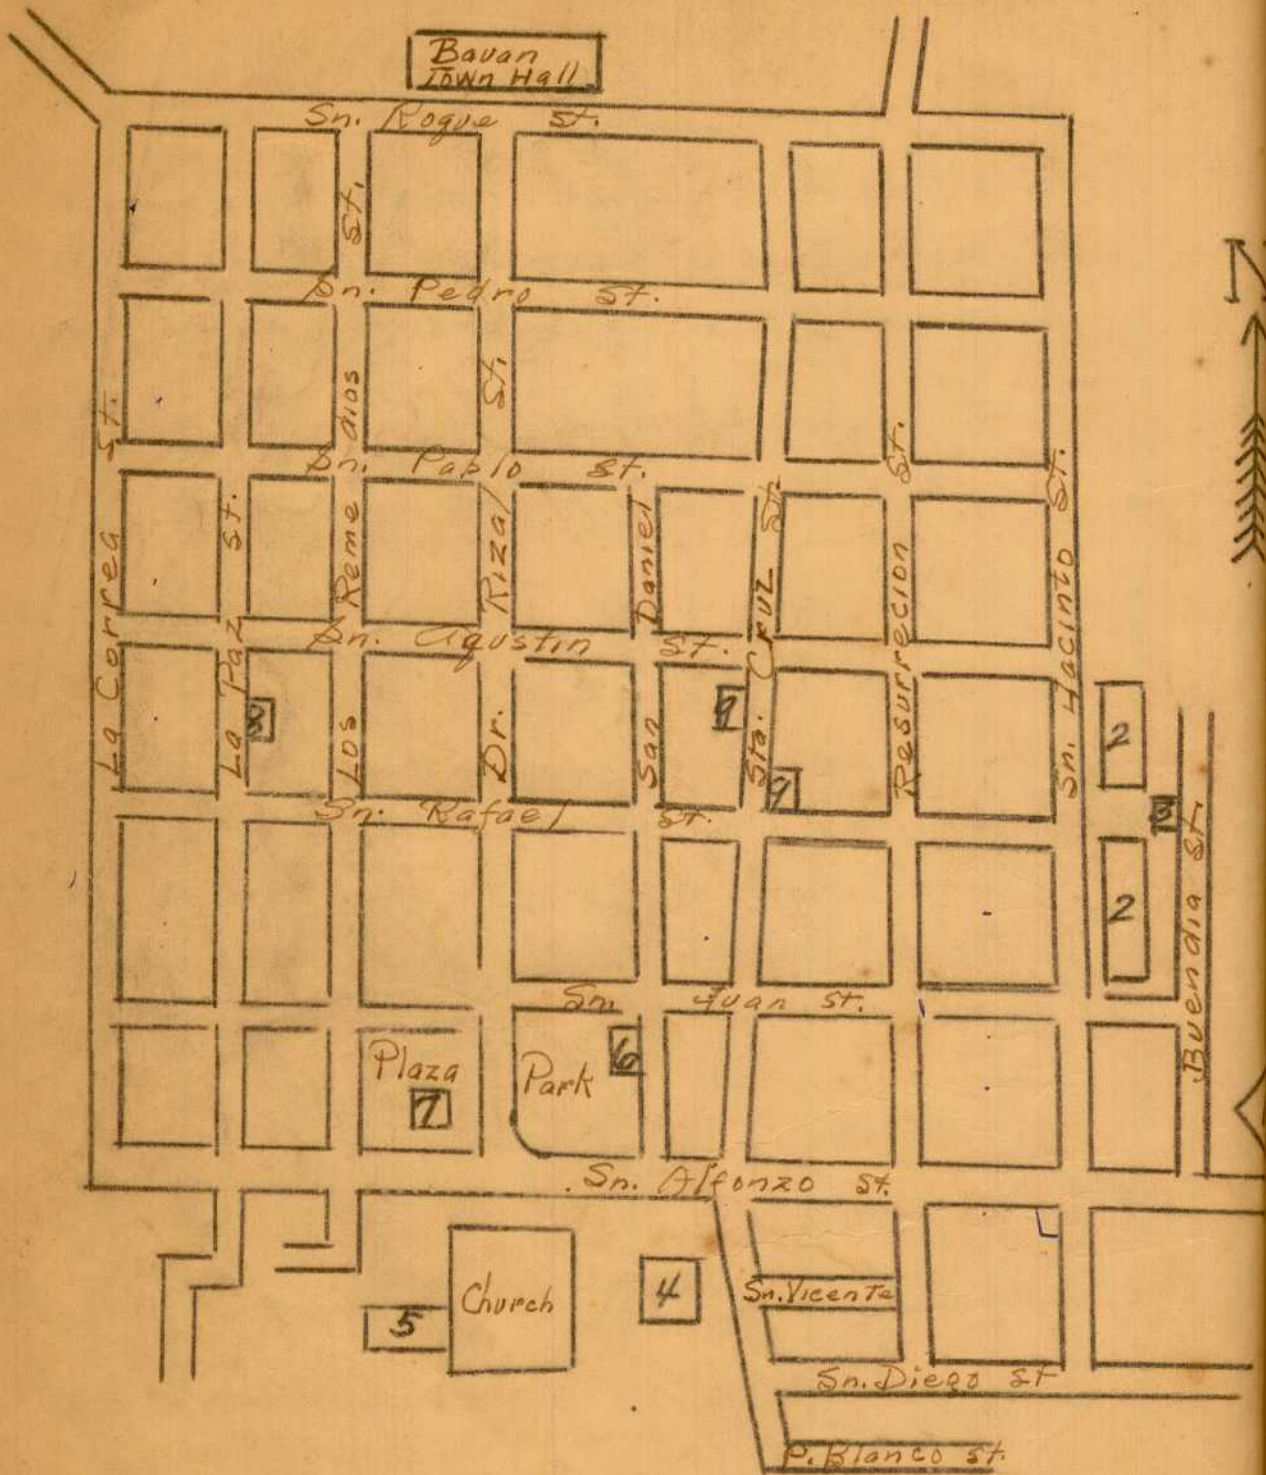 Bauan
Town Hall
Sn. Roque St.
N
Sn. Pedro St.
Sn. Pablo St.
Sn. Agustin St.
Sn. Rafael St.
La Correa St.
La Paz St.
Los Remedios St.
Dr. Rizal St.
San Daniel
Sta. Cruz St.
Resurrecion St.
Sn. Hacinto St.
Buendia St.
8
9
9
2
3
2
Sn. Juan St.
Plaza
7
Park
6
Sn. Alfonzo St.
Church
5
4
Sn. Vicente
Sn. Diego St
P. Blanco St.